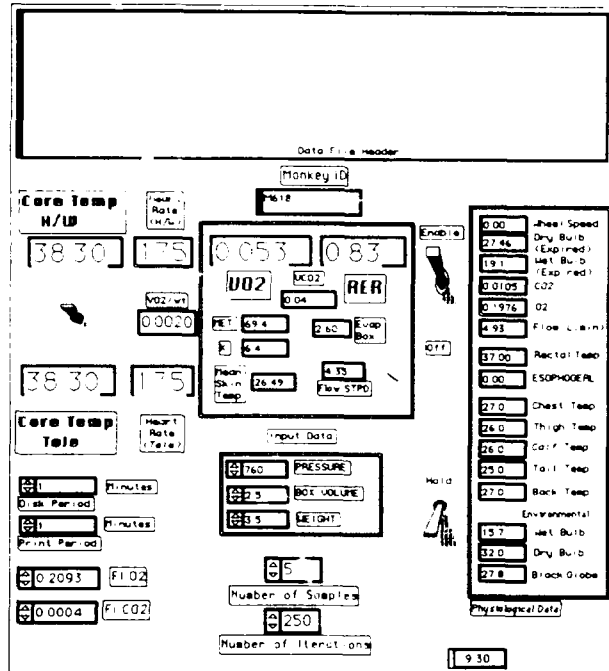 Data File Header
Monkey ID
M618
Core Temp
H/W
Heart
Rate
(H/W)
38.30
175
0.053
0.83
Enable
VO2
VCO2
RER
0.04
VO2/wt
0.0020
MET
69.4
2.60
Evap
Box
K
6.4
Off
Mean
Skin
Temp
26.49
4.33
Flow STPD
38.30
175
Core Temp
Tele
Heart
Rate
(Tele)
Input Data
760
PRESSURE
2.5
BOX VOLUME
3.5
WEIGHT
Hold
1
Minutes
Disk Period
1
Minutes
Print Period
0.2093
FI O2
0.0004
FI CO2
5
Number of Samples
250
Number of Iterations
0.00 Wheel Speed
27.46 Dry Bulb
(Expired)
19.1 Wet Bulb
(Expired)
0.0105 CO2
0.1976 O2
4.93 Flow (L/min)
37.00 Rectal Temp
0.00 ESOPHOGEAL
27.0 Chest Temp
26.0 Thigh Temp
26.0 Calf Temp
25.0 Tail Temp
27.0 Back Temp
Environmental
15.7 Wet Bulb
32.0 Dry Bulb
27.8 Black Globe
Physiological Data
9.30